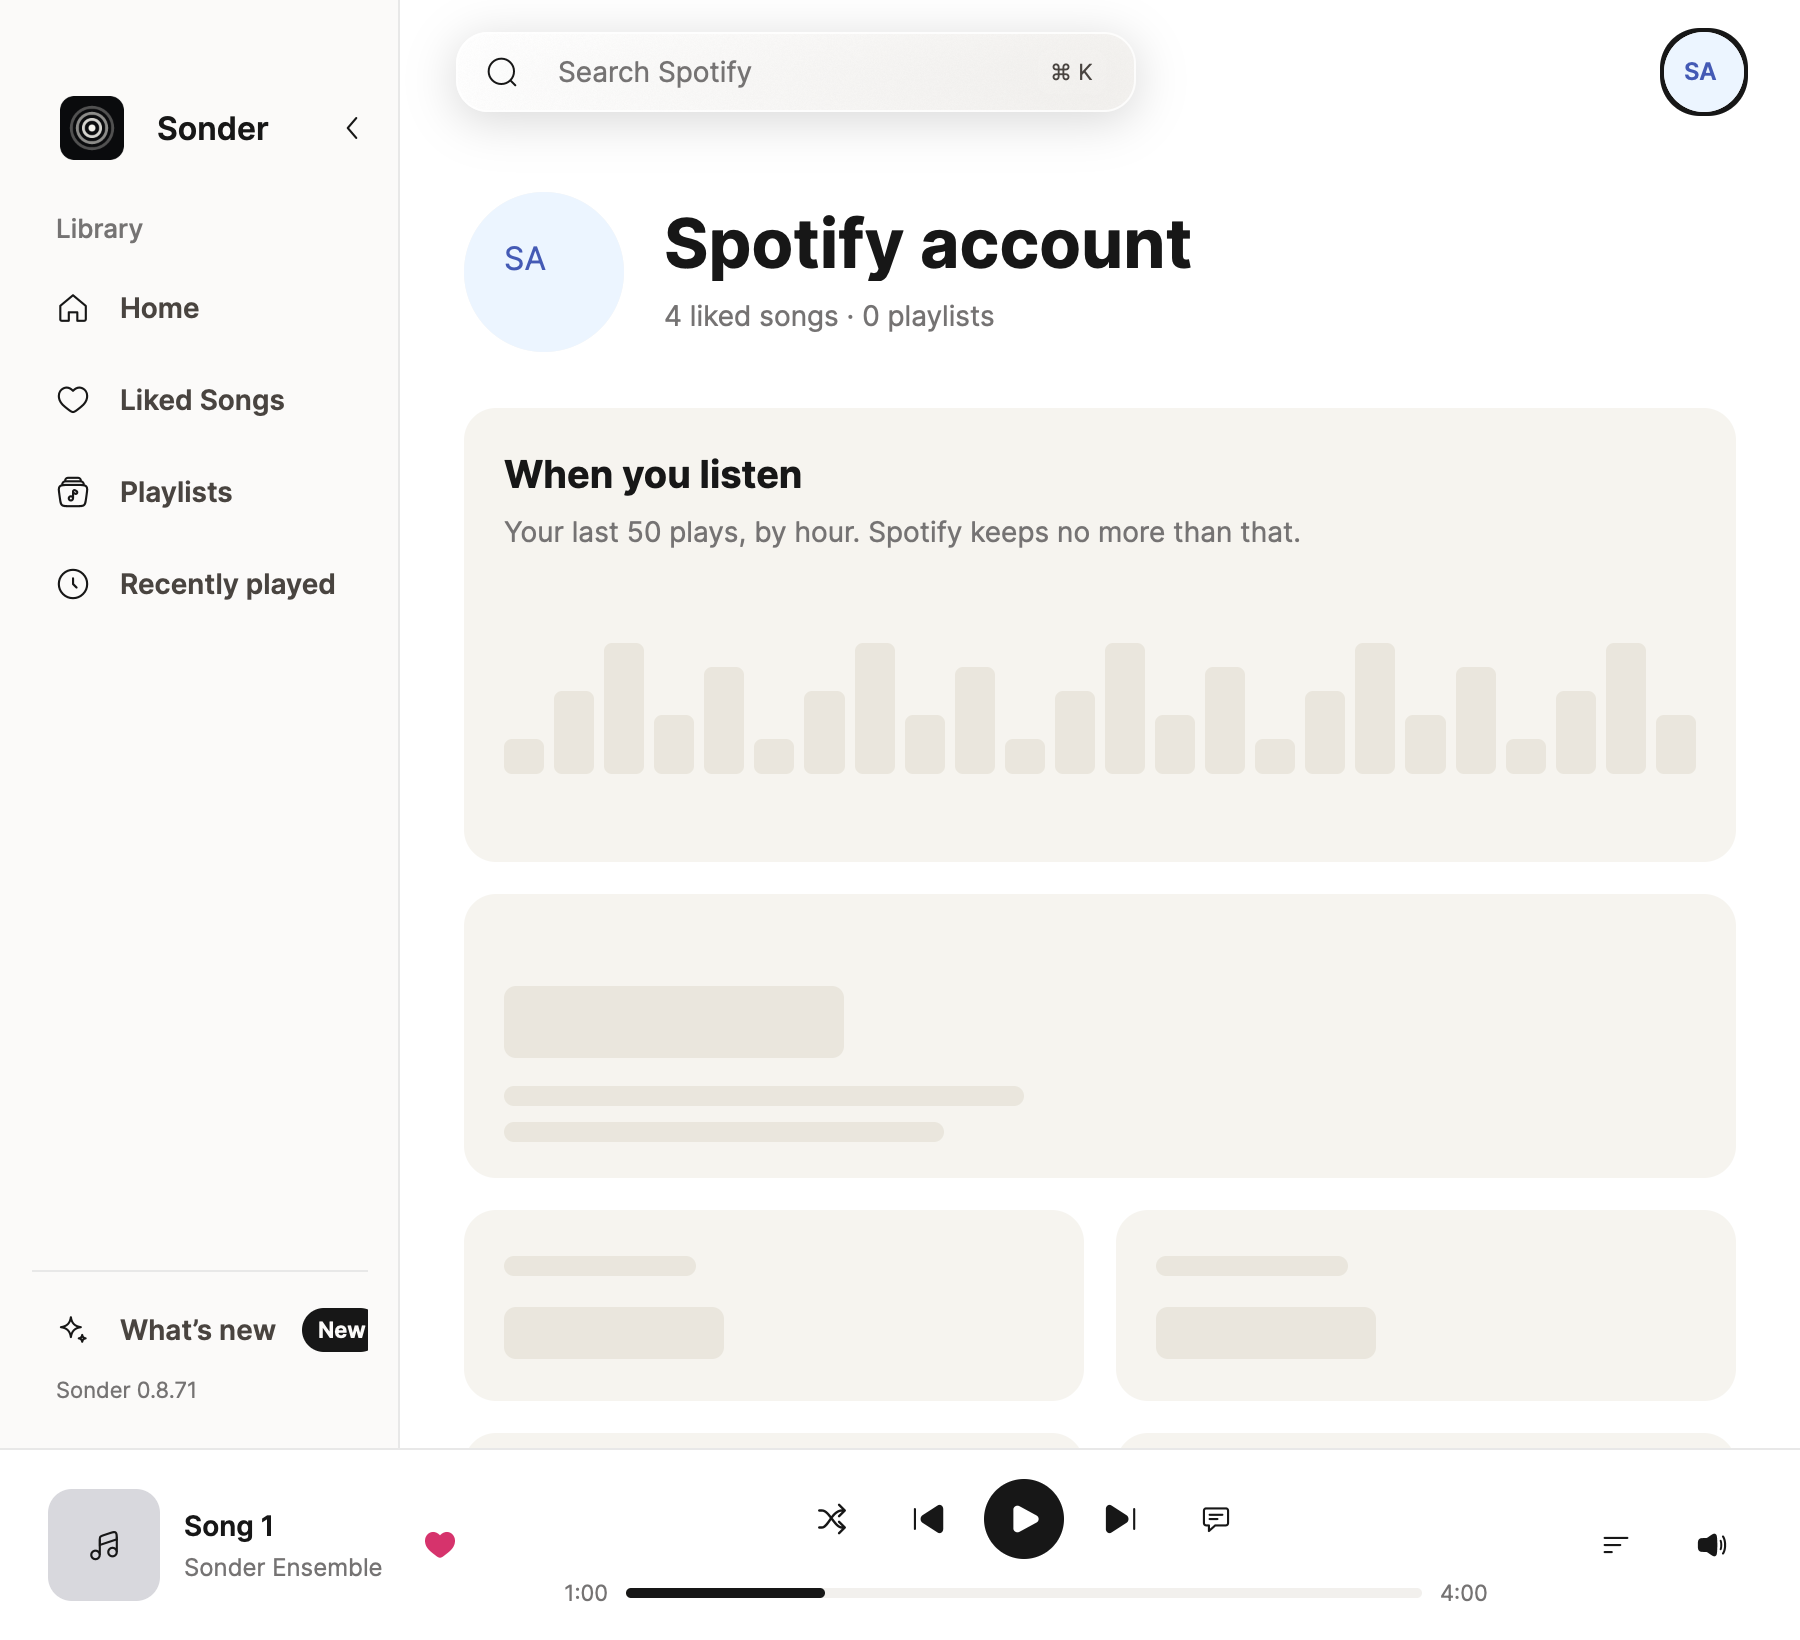 Search Spotify
⌘ K
SA
Sonder
Library
Home
Liked Songs
Playlists
Recently played
SA
Spotify account
4 liked songs · 0 playlists
When you listen
Your last 50 plays, by hour. Spotify keeps no more than that.
What’s new
New
Sonder 0.8.71
Song 1
Sonder Ensemble
1:00
4:00